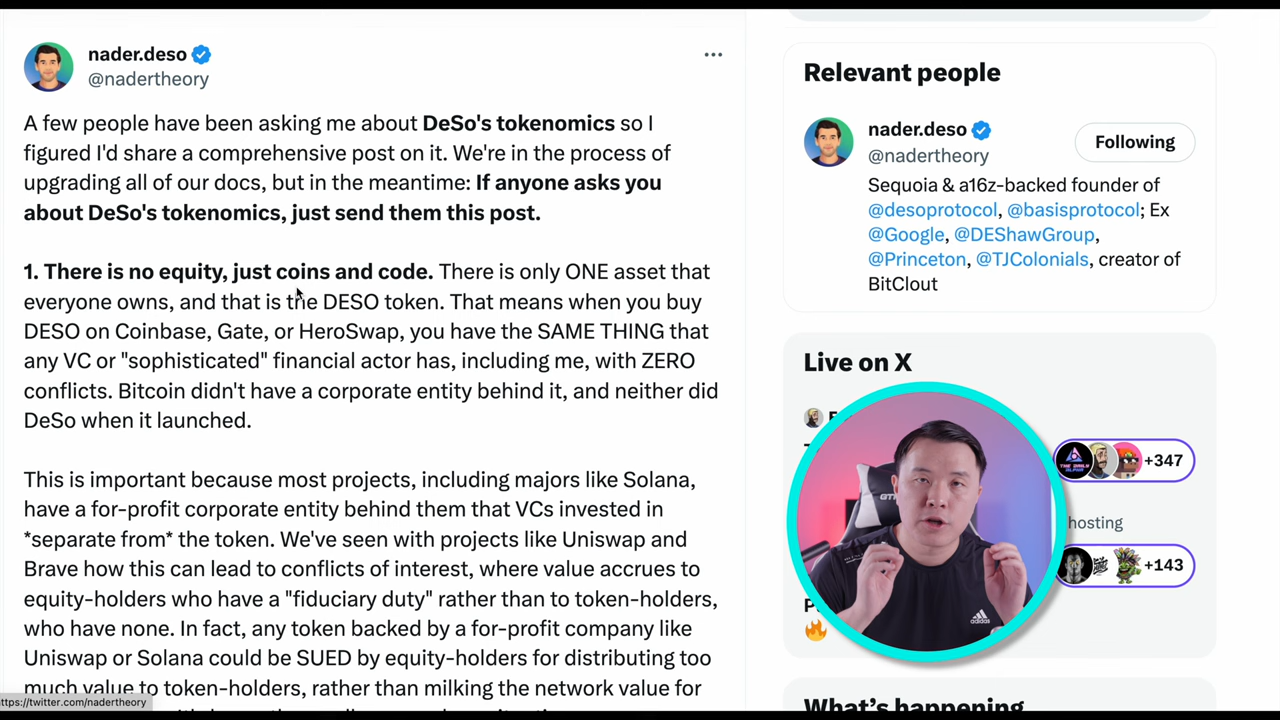 nader.deso
@nadertheory
A few people have been asking me about DeSo's tokenomics so I
figured I'd share a comprehensive post on it. We're in the process of
upgrading all of our docs, but in the meantime: If anyone asks you
about DeSo's tokenomics, just send them this post.
1. There is no equity, just coins and code. There is only ONE asset that
everyone owns, and that is the DESO token. That means when you buy
DESO on Coinbase, Gate, or HeroSwap, you have the SAME THING that
any VC or "sophisticated" financial actor has, including me, with ZERO
conflicts. Bitcoin didn't have a corporate entity behind it, and neither did
DeSo when it launched.
This is important because most projects, including majors like Solana,
have a for-profit corporate entity behind them that VCs invested in
*separate from* the token. We've seen with projects like Uniswap and
Brave how this can lead to conflicts of interest, where value accrues to
equity-holders who have a "fiduciary duty" rather than to token-holders,
who have none. In fact, any token backed by a for-profit company like
Uniswap or Solana could be SUED by equity-holders for distributing too
much value to token-holders, rather than milking the network value for
ttps://twitter.com/nadertheory
Relevant people
nader.deso
@nadertheory
Following
Sequoia & a16z-backed founder of
@desoprotocol, @basisprotocol; Ex
@Google, @DEShawGroup,
@Princeton, @TJColonials, creator of
BitClout
Live on X
+347
hosting
+143
adidas
What's happening